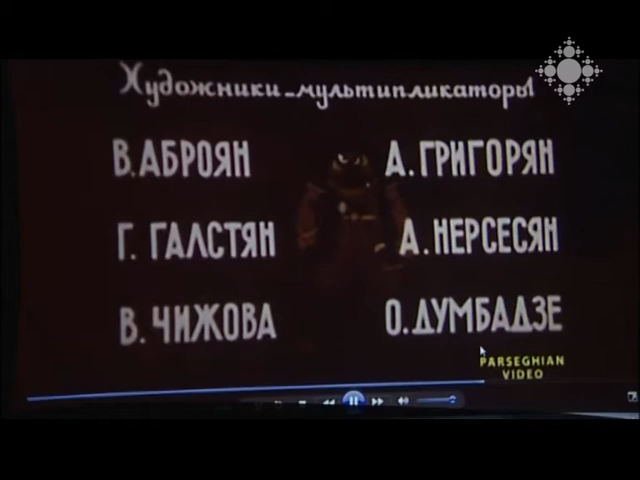 Художники-мультипликаторы
В. АБРОЯН А. ГРИГОРЯН
Г. ГАЛСТЯН А. НЕРСЕСЯН
В. ЧИЖОВА О. ДУМБАДЗЕ
PARSEGHIAN
VIDEO